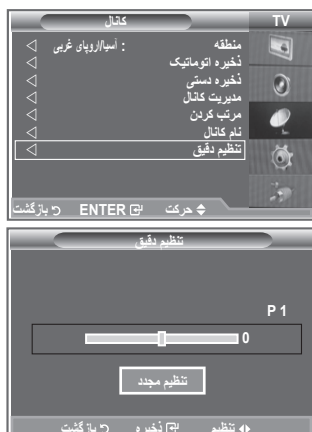 TV کانال
منطقه : آسیا/اروپای غربی
ذخیره اتوماتیک
ذخیره دستی
مدیریت کانال
مرتب کردن
نام کانال
تنظیم دقیق
حرکت ENTER بازگشت
تنظیم دقیق
P 1
0
تنظیم مجدد
تنظیم ذخیره بازگشت